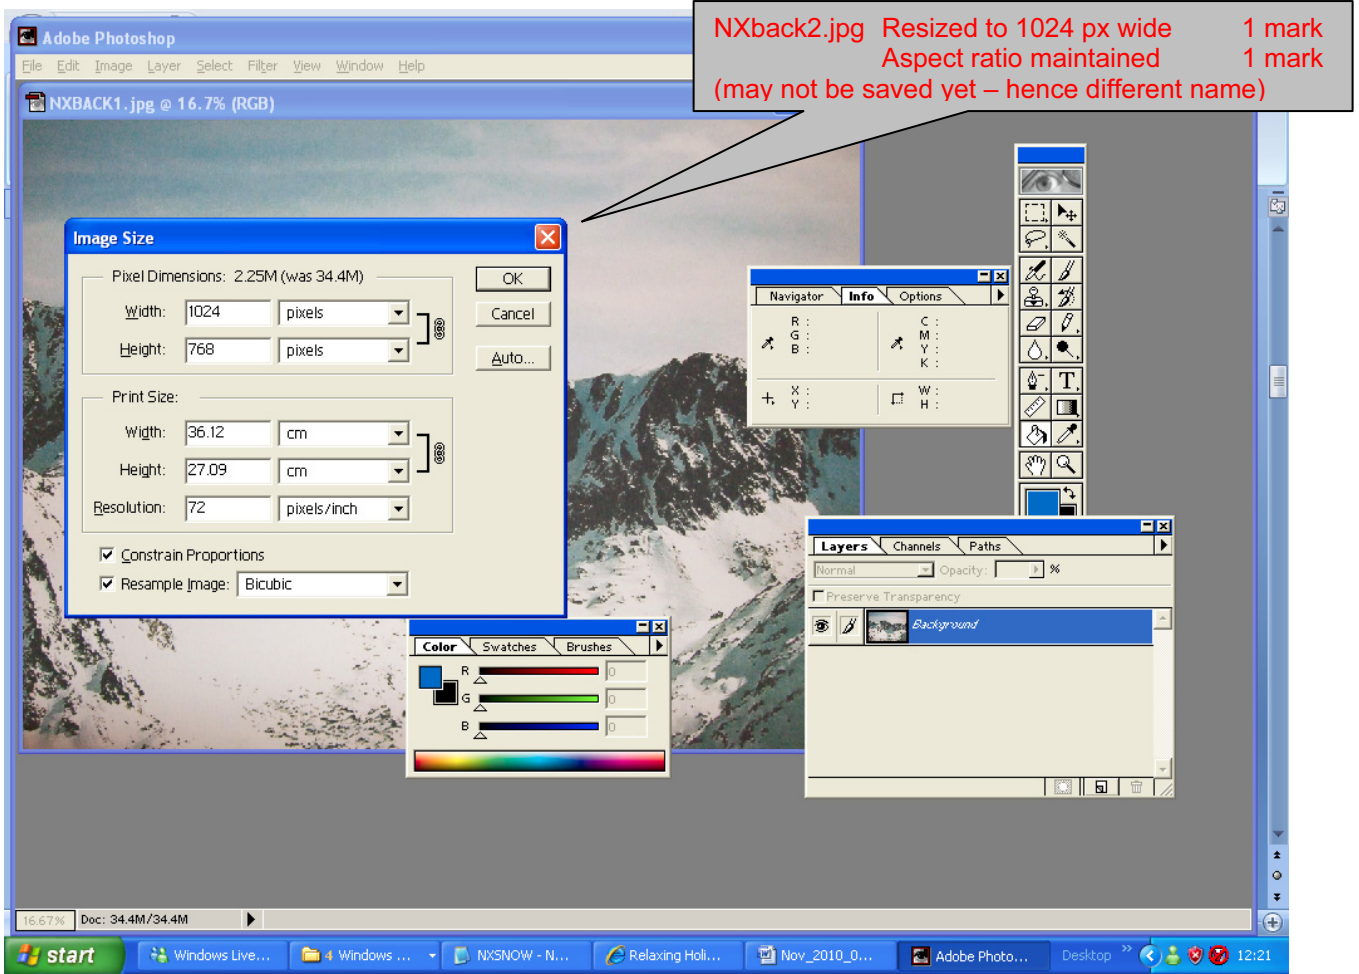 NXback2.jpg Resized to 1024 px wide 1 mark
Aspect ratio maintained 1 mark
(may not be saved yet – hence different name)
Adobe Photoshop
File Edit Image Layer Select Filter View Window Help
NXBACK1.jpg @ 16.7% (RGB)
Image Size
Pixel Dimensions: 2.25M (was 34.4M)
Width: 1024 pixels
Height: 768 pixels
OK
Cancel
Auto...
Print Size:
Width: 36.12 cm
Height: 27.09 cm
Resolution: 72 pixels/inch
Constrain Proportions
Resample Image: Bicubic
Navigator Info Options
R : C :
G : M :
B : Y :
K :
X : W :
Y : H :
T
Layers Channels Paths
Normal Opacity: %
Preserve Transparency
Background
Color Swatches Brushes
R 0
G 0
B 0
16.67% Doc: 34.4M/34.4M
start Windows Live... 4 Windows ... NXSNOW - N... Relaxing Holi... Nov_2010_0... Adobe Photo... Desktop » 12:21